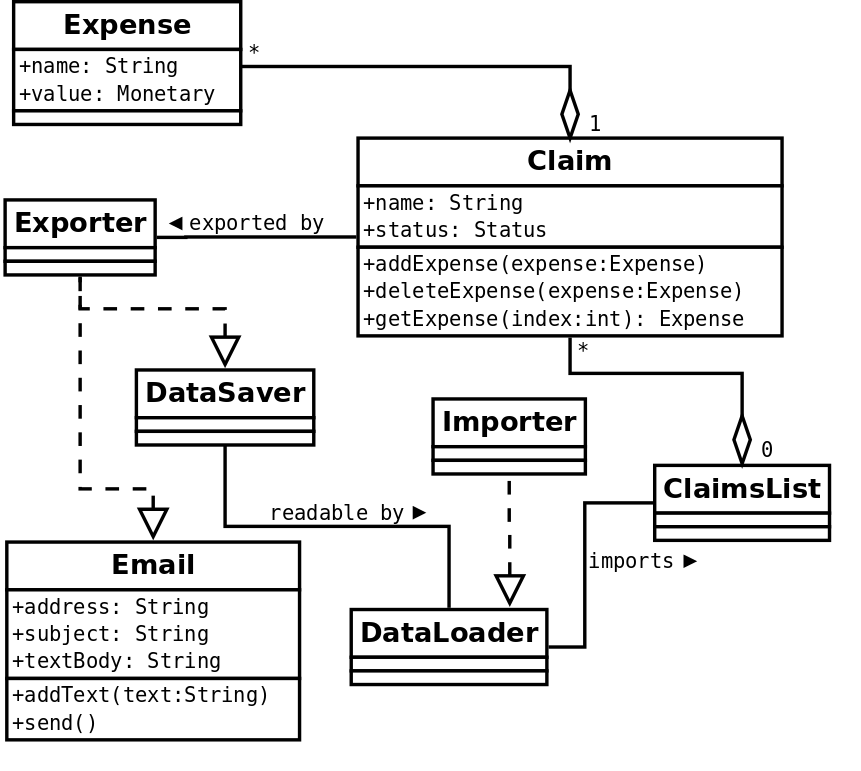 Expense
+name: String
+value: Monetary
*
1
Claim
+name: String
+status: Status
+addExpense(expense:Expense)
+deleteExpense(expense:Expense)
+getExpense(index:int): Expense
Exporter
◄ exported by
*
DataSaver
Importer
0
ClaimsList
readable by ►
imports ►
Email
+address: String
+subject: String
+textBody: String
+addText(text:String)
+send()
DataLoader